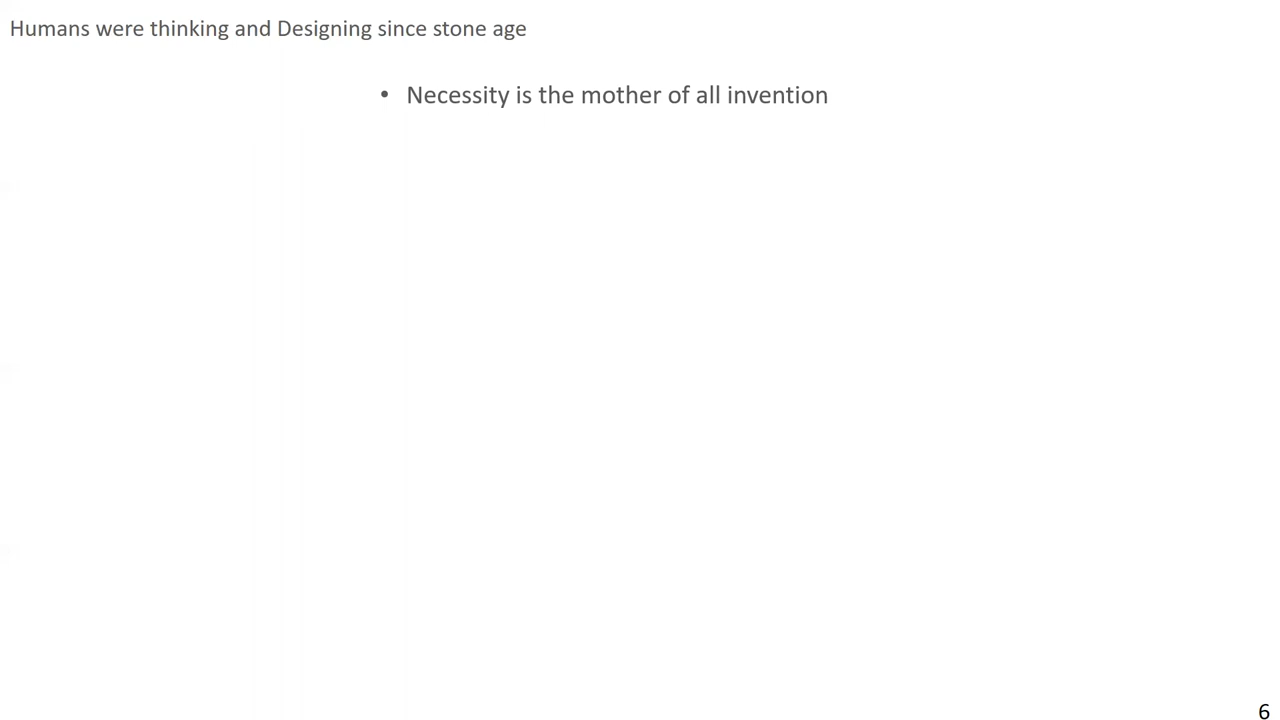 Humans were thinking and Designing since stone age
• Necessity is the mother of all invention
6